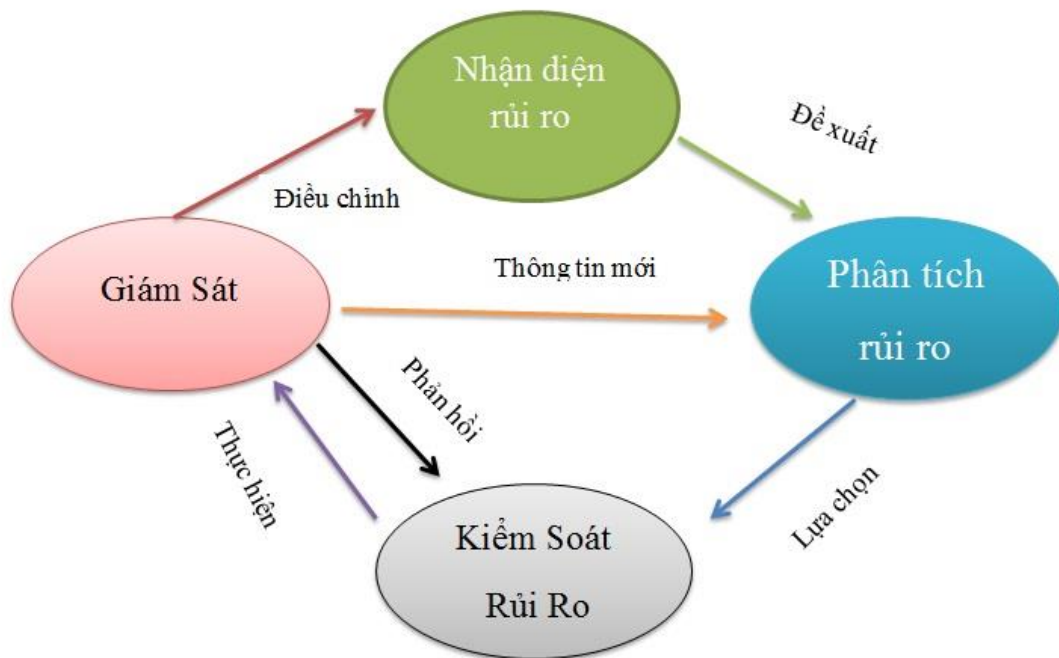 Nhận diện
rủi ro
Đề xuất
Điều chỉnh
Giám Sát
Thông tin mới
Phân tích
rủi ro
Phản hồi
Thực hiện
Lựa chọn
Kiểm Soát
Rủi Ro